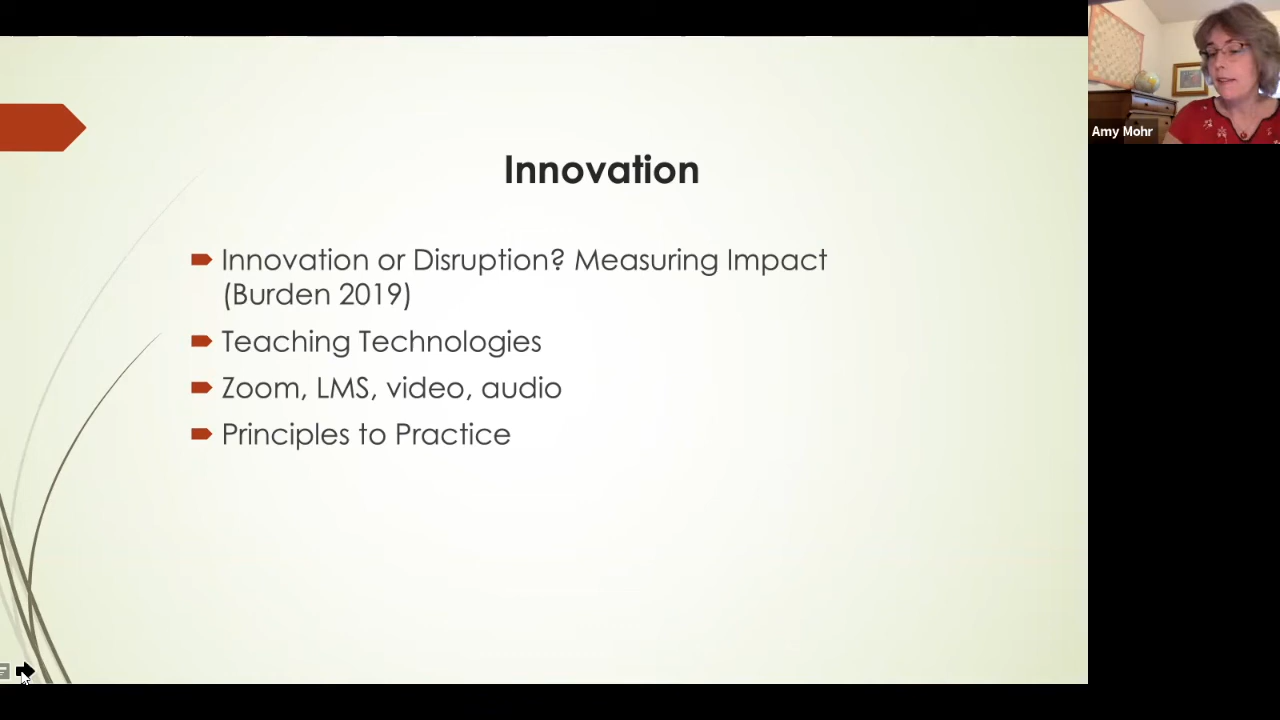 Innovation
Innovation or Disruption? Measuring Impact
(Burden 2019)
Teaching Technologies
Zoom, LMS, video, audio
Principles to Practice
Amy Mohr